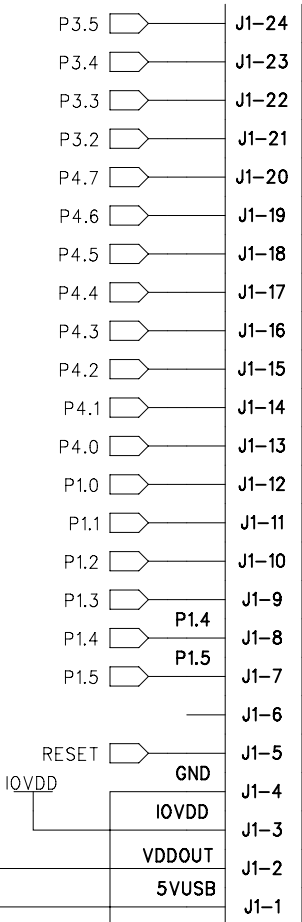 P3.5 J1-24
P3.4 J1-23
P3.3 J1-22
P3.2 J1-21
P4.7 J1-20
P4.6 J1-19
P4.5 J1-18
P4.4 J1-17
P4.3 J1-16
P4.2 J1-15
P4.1 J1-14
P4.0 J1-13
P1.0 J1-12
P1.1 J1-11
P1.2 J1-10
P1.3 J1-9
P1.4
P1.4 J1-8
P1.5
P1.5 J1-7
J1-6
RESET J1-5
IOVDD GND
J1-4
IOVDD
J1-3
VDDOUT
J1-2
5VUSB
J1-1